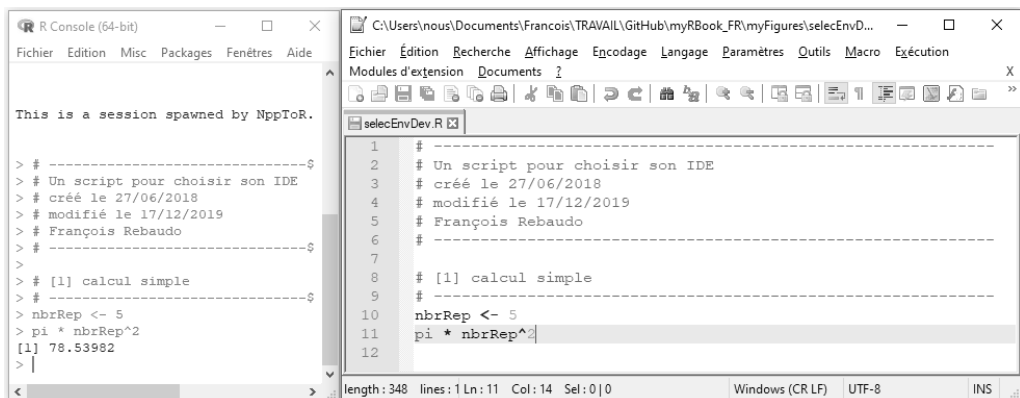 R Console (64-bit)
Fichier Edition Misc Packages Fenêtres Aide
This is a session spawned by NppToR.
> # --------------------------------$
> # Un script pour choisir son IDE
> # créé le 27/06/2018
> # modifié le 17/12/2019
> # François Rebaudo
> # --------------------------------$
>
> # [1] calcul simple
> # --------------------------------$
> nbrRep <- 5
> pi * nbrRep^2
[1] 78.53982
>
C:\Users\nous\Documents\Francois\TRAVAIL\GitHub\myRBook_FR\myFigures\selecEnvD...
Fichier Édition Recherche Affichage Encodage Langage Paramètres Outils Macro Exécution
Modules d'extension Documents ? X
selecEnvDev.R
1 # ----------------------------------------------------------
2 # Un script pour choisir son IDE
3 # créé le 27/06/2018
4 # modifié le 17/12/2019
5 # François Rebaudo
6 # ----------------------------------------------------------
7
8 # [1] calcul simple
9 # ----------------------------------------------------------
10 nbrRep <- 5
11 pi * nbrRep^2
12
length : 348 lines : 1 Ln : 11 Col : 14 Sel : 0 | 0 Windows (CR LF) UTF-8 INS